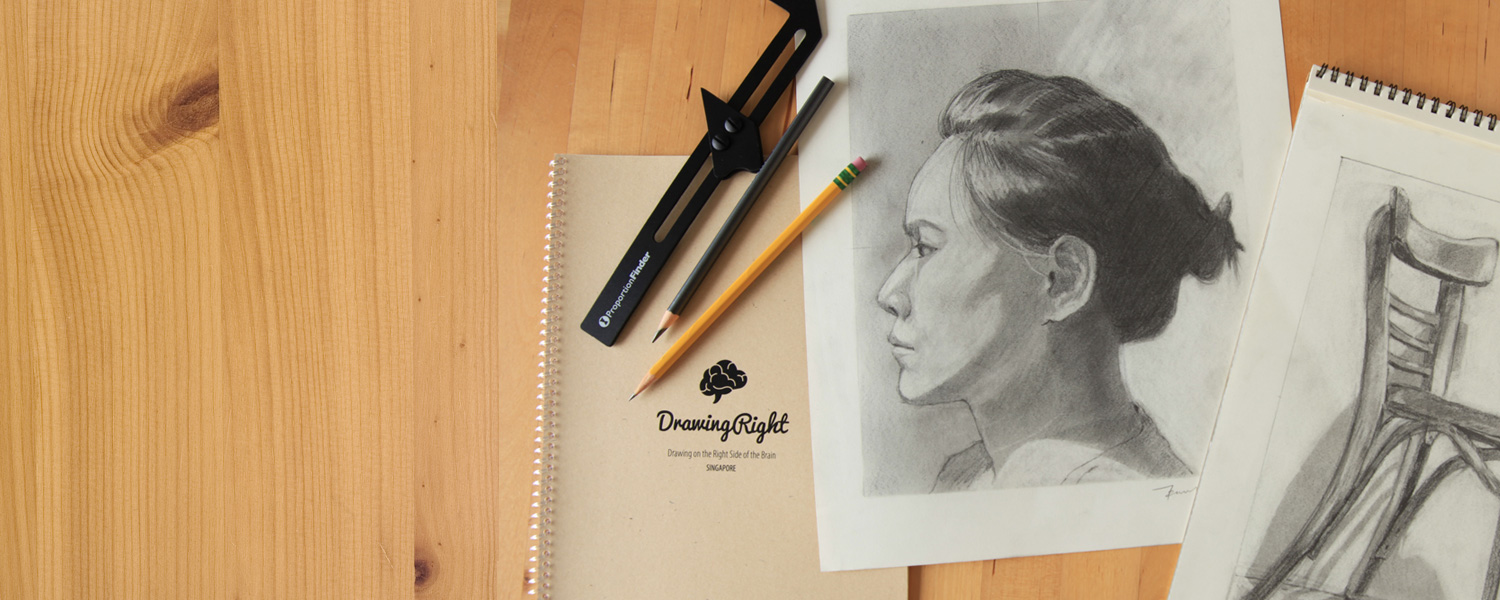 ProportionFinder
DrawingRight
Drawing on the Right Side of the Brain
SINGAPORE